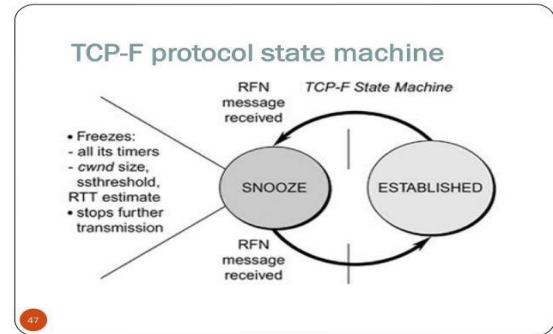 TCP-F protocol state machine
RFN
message
received
TCP-F State Machine
• Freezes:
- all its timers
- cwnd size,
ssthreshold,
RTT estimate
• stops further
transmission
SNOOZE
ESTABLISHED
RFN
message
received
47